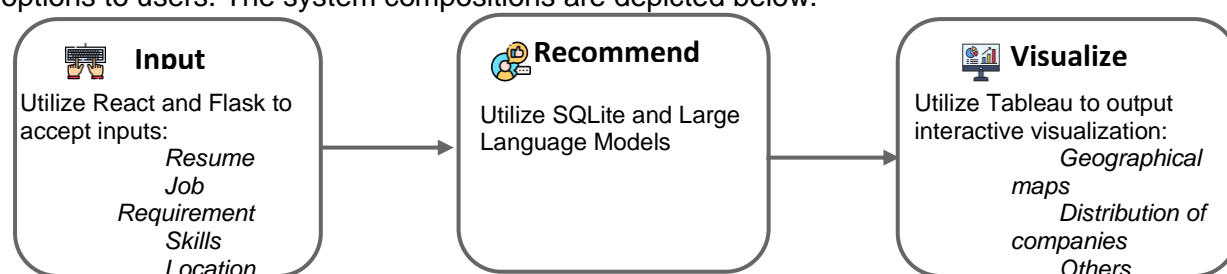 options to users. The system compositions are depicted below.
Input
Utilize React and Flask to
accept inputs:
Resume
Job
Requirement
Skills
Location
Recommend
Utilize SQLite and Large
Language Models
Visualize
Utilize Tableau to output
interactive visualization:
Geographical
maps
Distribution of
companies
Others